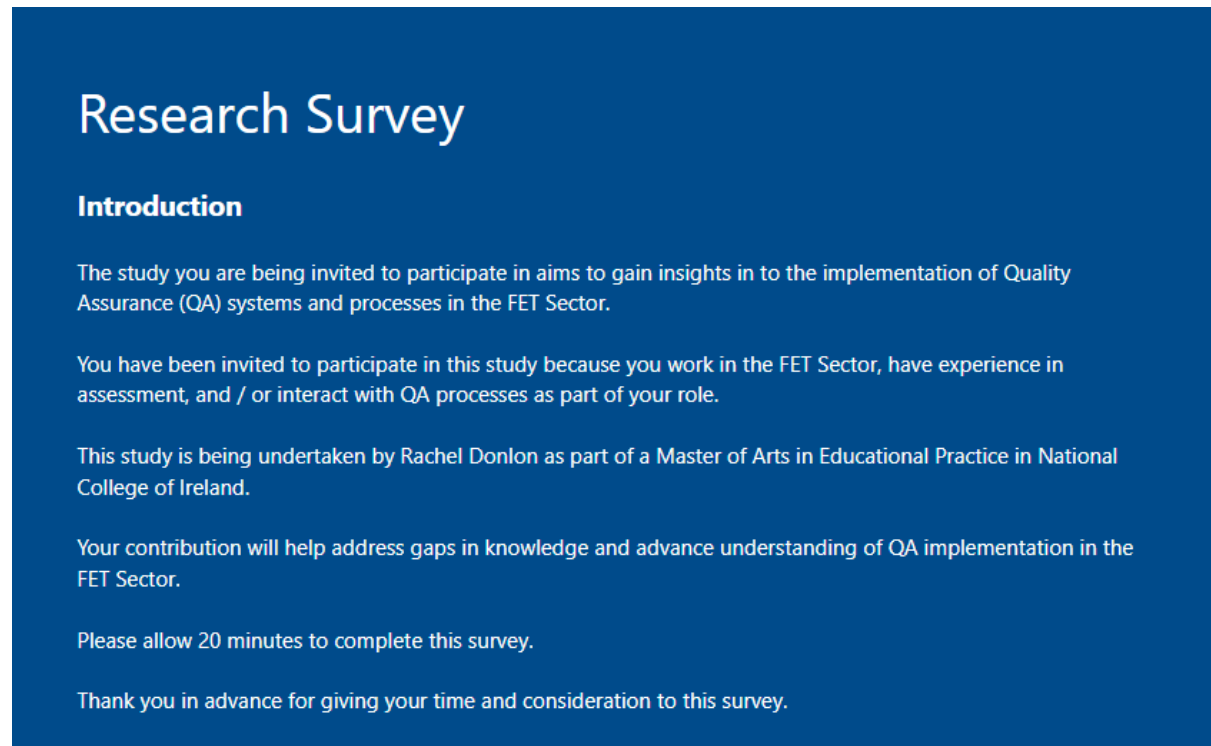 Research Survey
Introduction
The study you are being invited to participate in aims to gain insights in to the implementation of Quality
Assurance (QA) systems and processes in the FET Sector.
You have been invited to participate in this study because you work in the FET Sector, have experience in
assessment, and / or interact with QA processes as part of your role.
This study is being undertaken by Rachel Donlon as part of a Master of Arts in Educational Practice in National
College of Ireland.
Your contribution will help address gaps in knowledge and advance understanding of QA implementation in the
FET Sector.
Please allow 20 minutes to complete this survey.
Thank you in advance for giving your time and consideration to this survey.